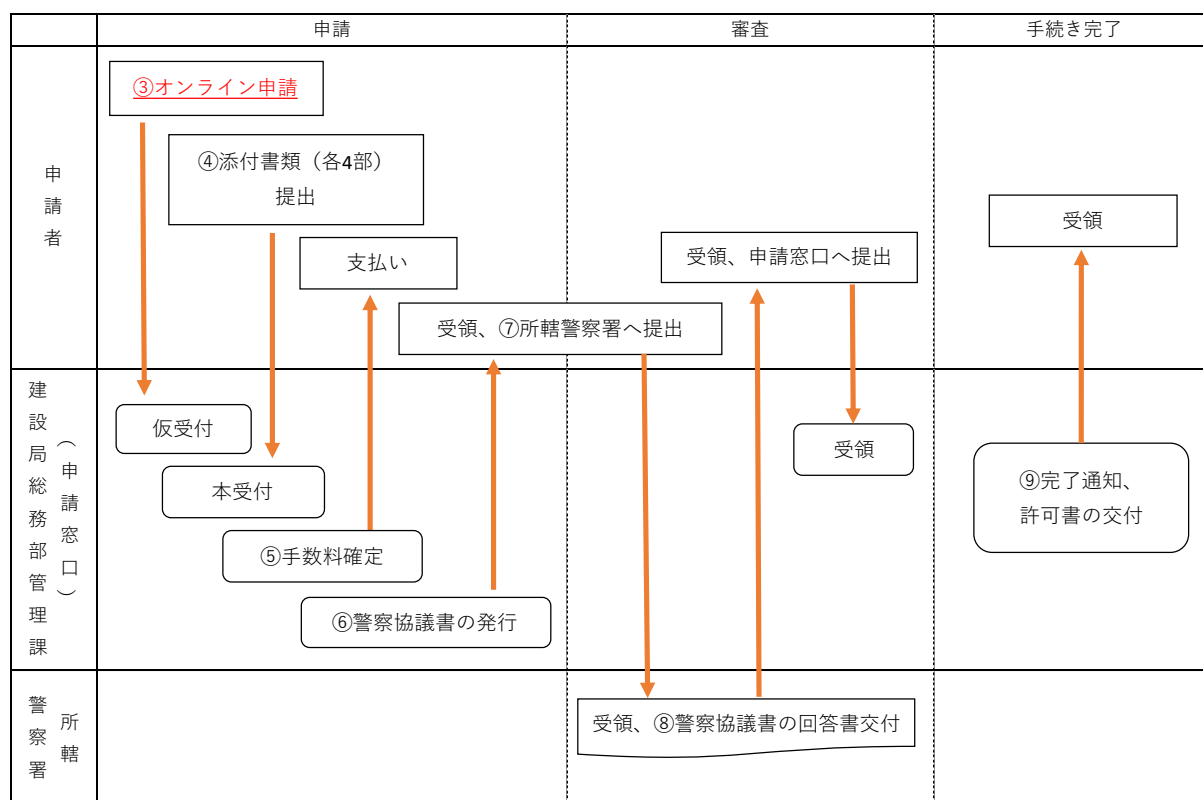 申請
審査
手続き完了
申請者
③オンライン申請
④添付書類（各4部）
提出
支払い
受領、⑦所轄警察署へ提出
受領、申請窓口へ提出
受領
建設局総務部管理課
（申請窓口）
仮受付
本受付
⑤手数料確定
⑥警察協議書の発行
受領
⑨完了通知、
許可書の交付
所轄
警察署
受領、⑧警察協議書の回答書交付